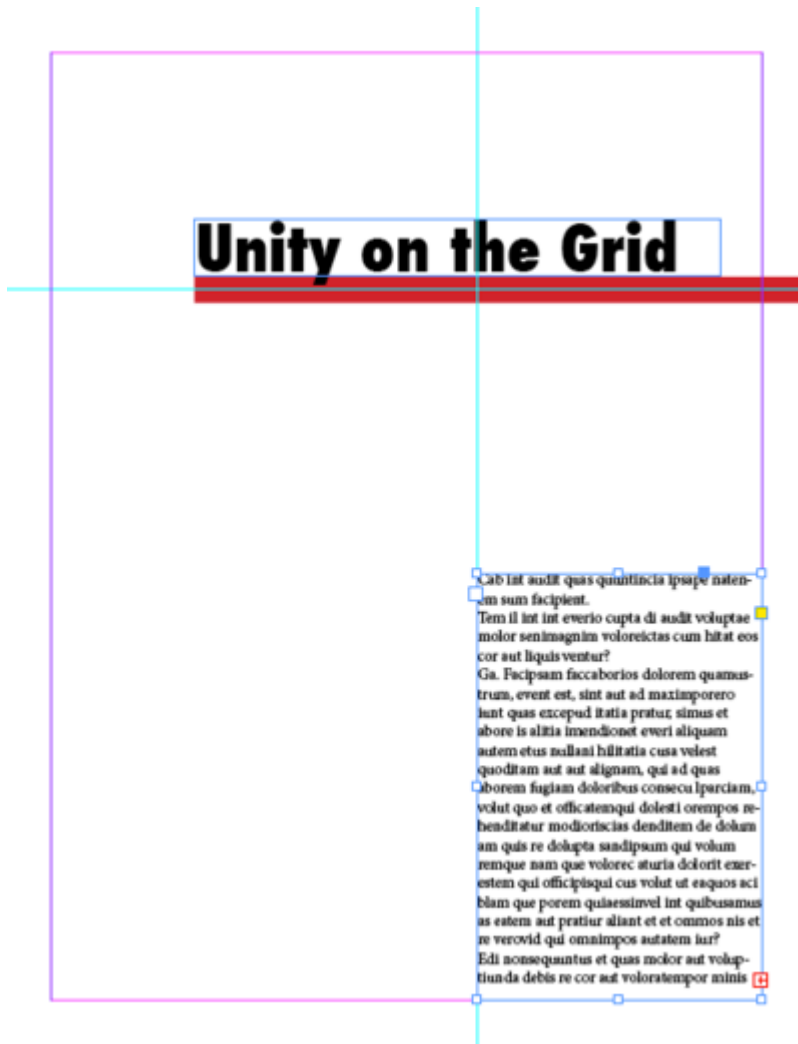 Unity on the Grid
Cab int audit quas quuntincia ipsape naten-
em sum facipient.
Tem il int int everio cupta di audit voluptae
molor senimagnim voloreictas cum hitat eos
cor aut liquis ventur?
Ga. Facipsam faccaborios dolorem quamus-
trum, event est, sint aut ad maximporero
iunt quas excepud itatia pratur, simus et
abore is alitia imendionet everi aliquam
autem etus nullani hilitatia cusa velest
quoditam aut aut alignam, qui ad quas
aborem fugiam doloribus consecu lparciam,
volut quo et officatemqui dolesti orempos re-
henditatur modioriscias denditem de dolum
am quis re dolupta sandipsum qui volum
remque nam que volorec aturia dolorit exer-
estem qui officipisqui cus volut ut eaquos aci
blam que porem quiaessinvel int quibusamus
as eatem aut pratiur aliant et et ommos nis et
re verovid qui omnimpos autatem iur?
Edi nonsequuntus et quas molor aut volup-
tiunda debis re cor aut voloratempor minis